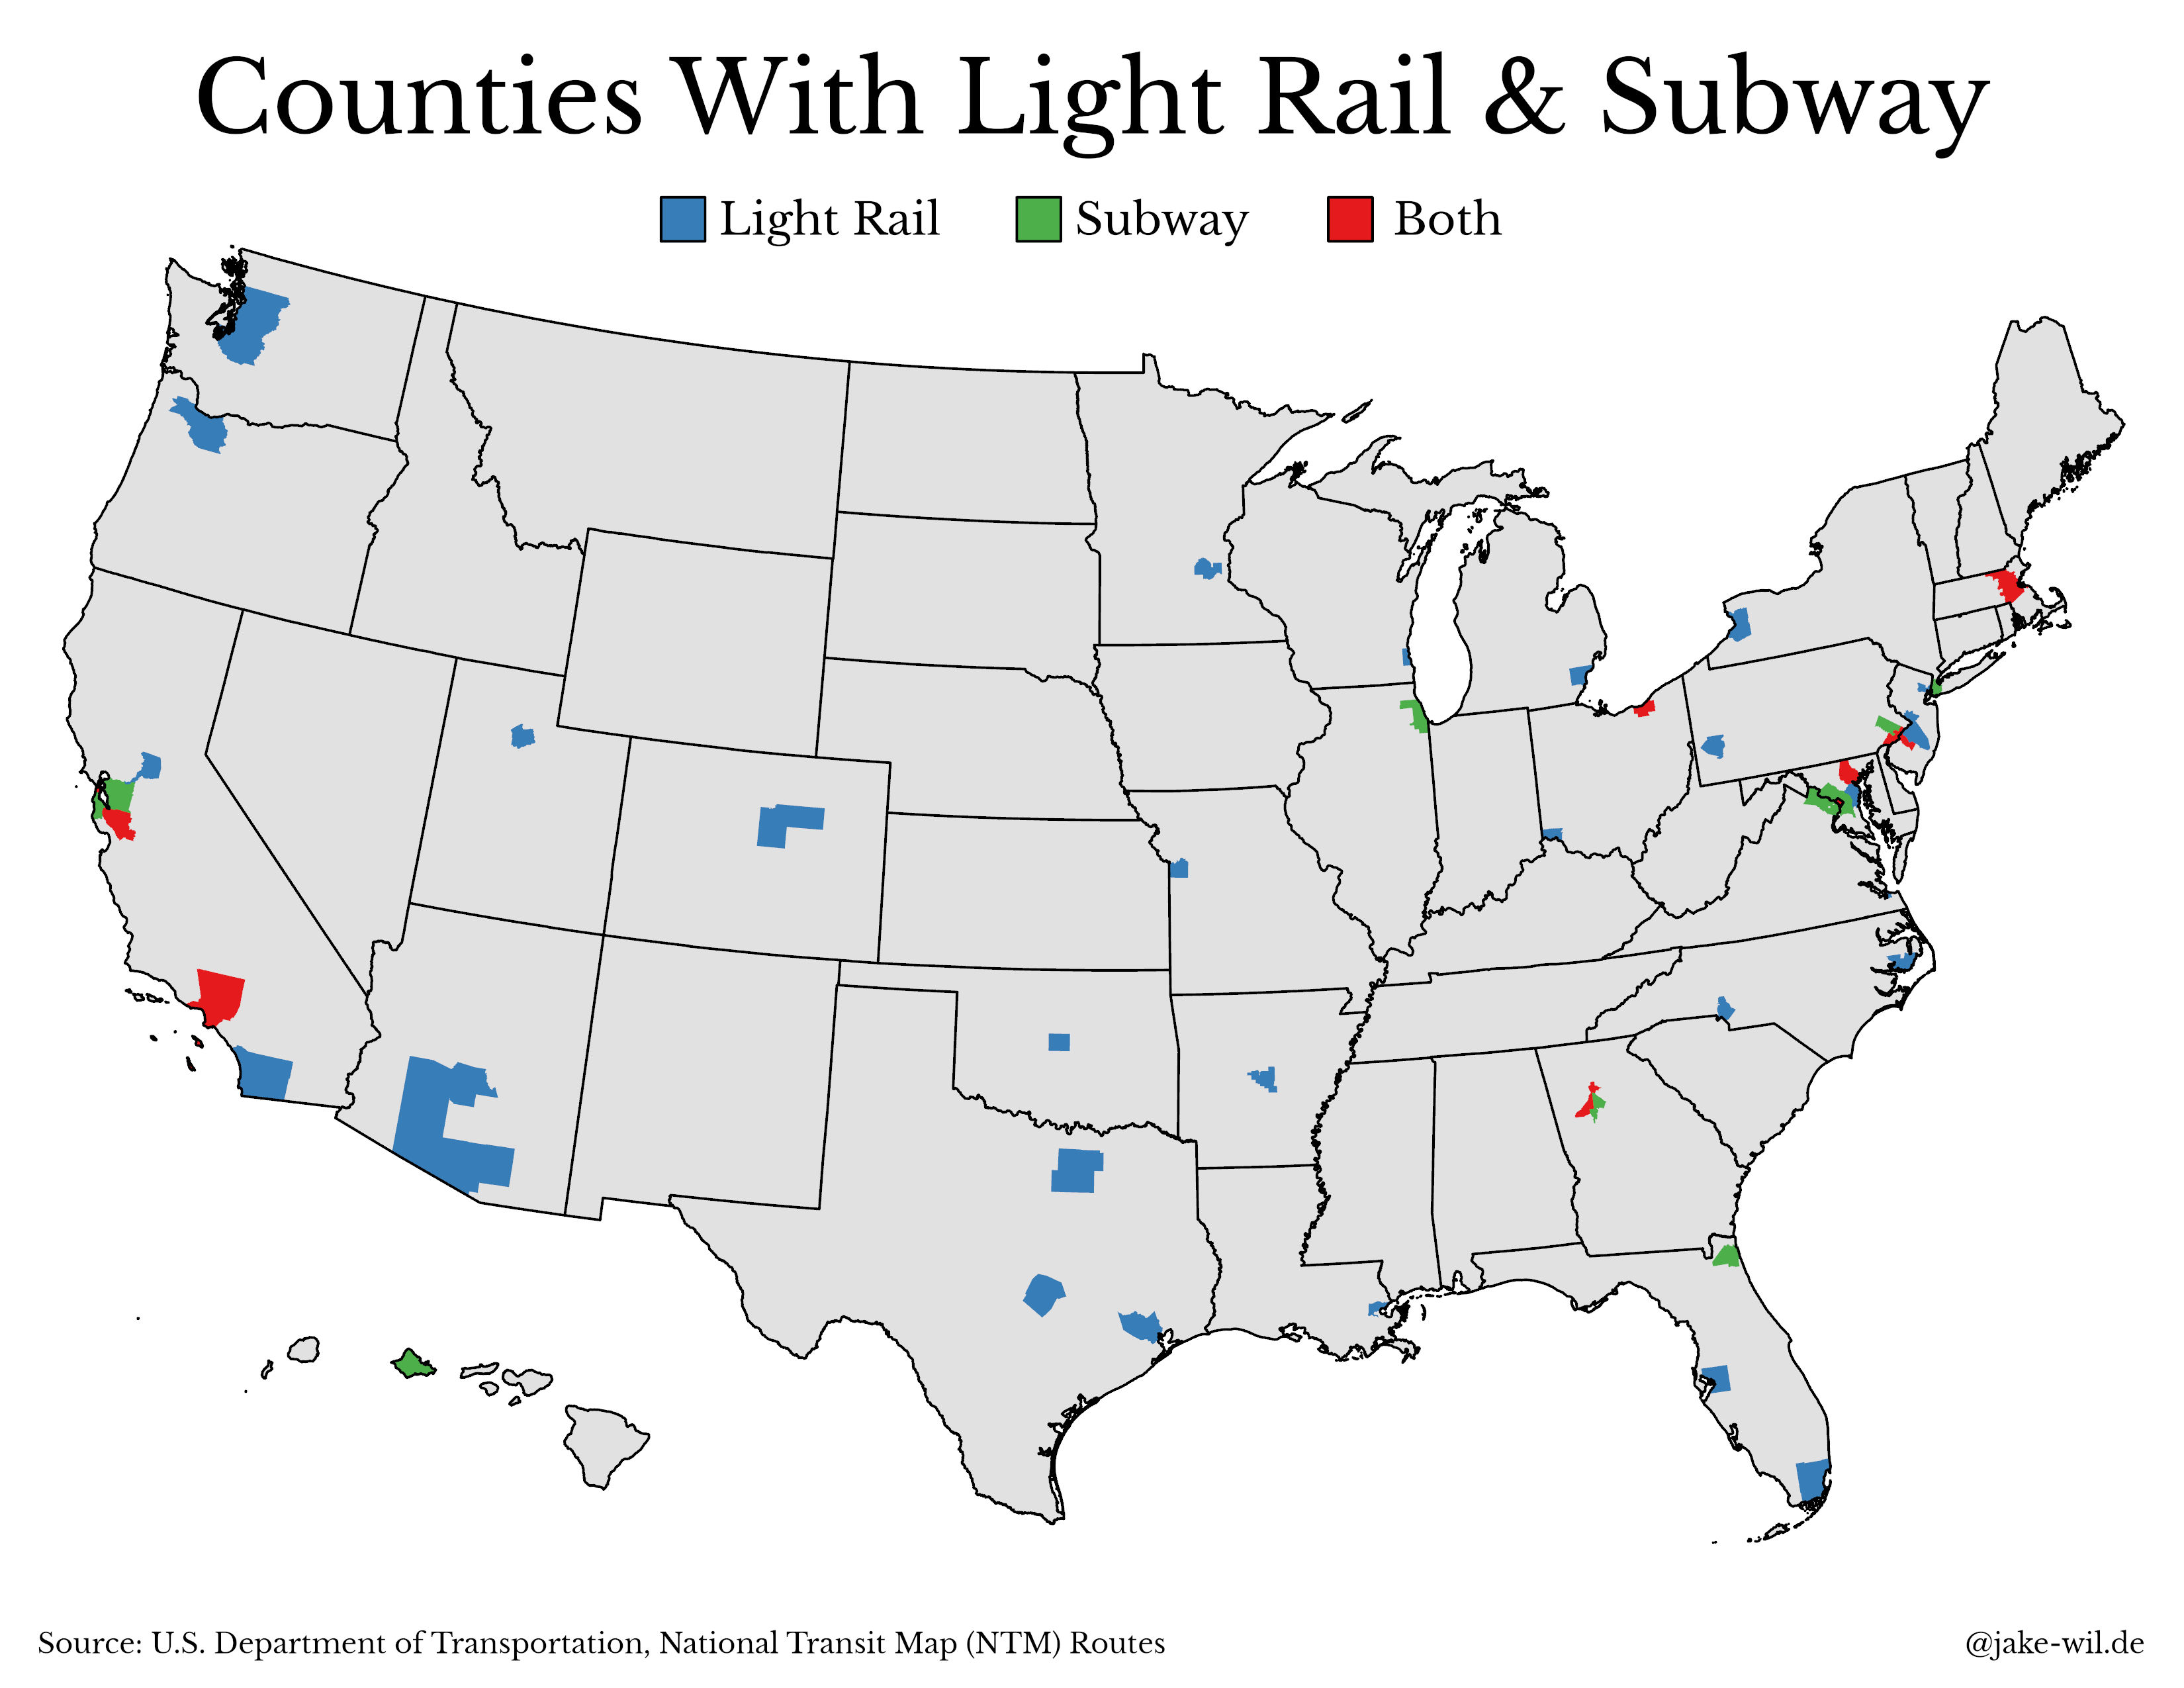 Counties With Light Rail & Subway
Light Rail Subway Both
Source: U.S. Department of Transportation, National Transit Map (NTM) Routes
@jake-wil.de